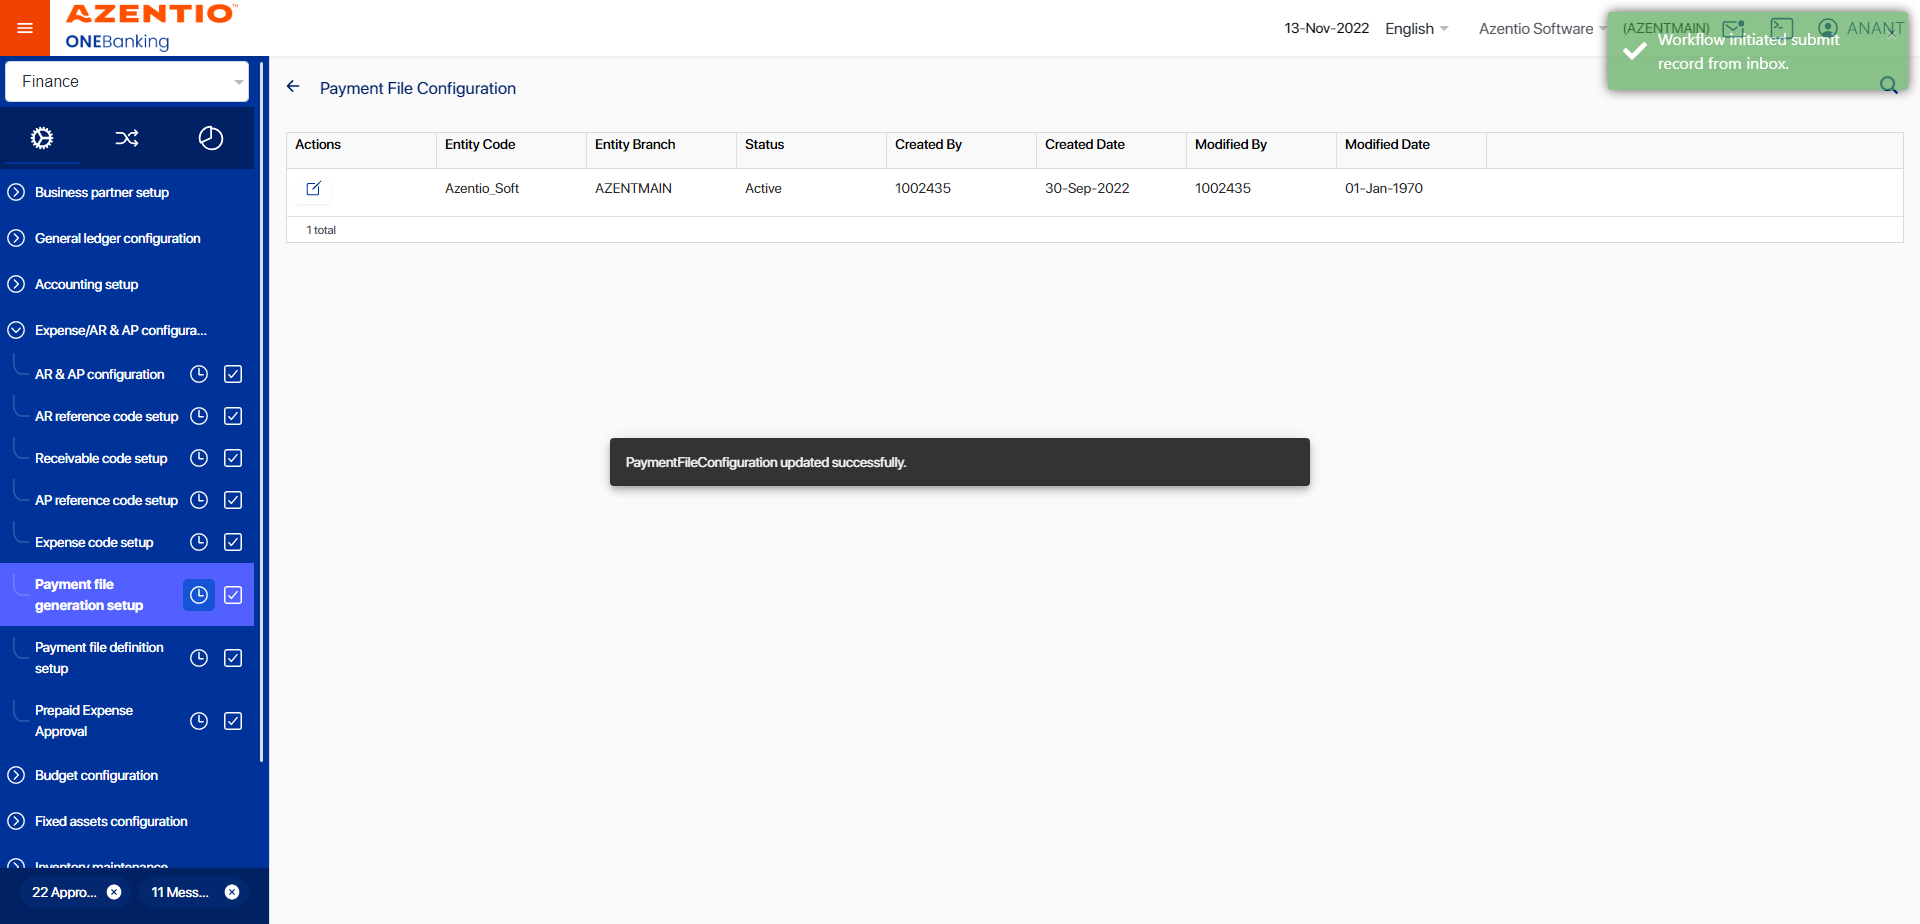 AZENTIO™
ONEBanking
13-Nov-2022 English Azentio Software (AZENTMAIN) ANANT
Workflow initiated submit
record from inbox.
Finance
Payment File Configuration
Actions Entity Code Entity Branch Status Created By Created Date Modified By Modified Date
Azentio_Soft AZENTMAIN Active 1002435 30-Sep-2022 1002435 01-Jan-1970
1 total
Business partner setup
General ledger configuration
Accounting setup
Expense/AR & AP configura...
AR & AP configuration
AR reference code setup
Receivable code setup
AP reference code setup
Expense code setup
Payment file
generation setup
Payment file definition
setup
Prepaid Expense
Approval
Budget configuration
Fixed assets configuration
Inventory maintenance
22 Appro... 11 Mess...
PaymentFileConfiguration updated successfully.